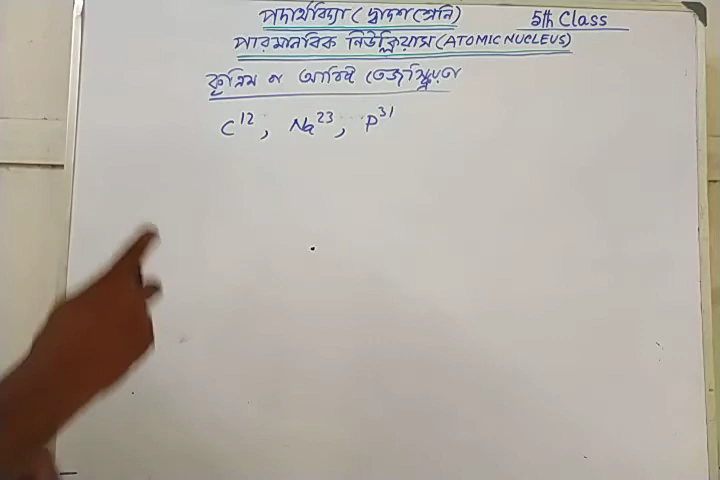 পদার্থবিদ্যা (দ্বাদশ শ্রেনি) 5th Class
পারমানবিক নিউক্লিয়াস (ATOMIC NUCLEUS)
কৃত্রিম বা আবিষ্ট তেজস্ক্রিয়তা
C¹², Na²³, P³¹